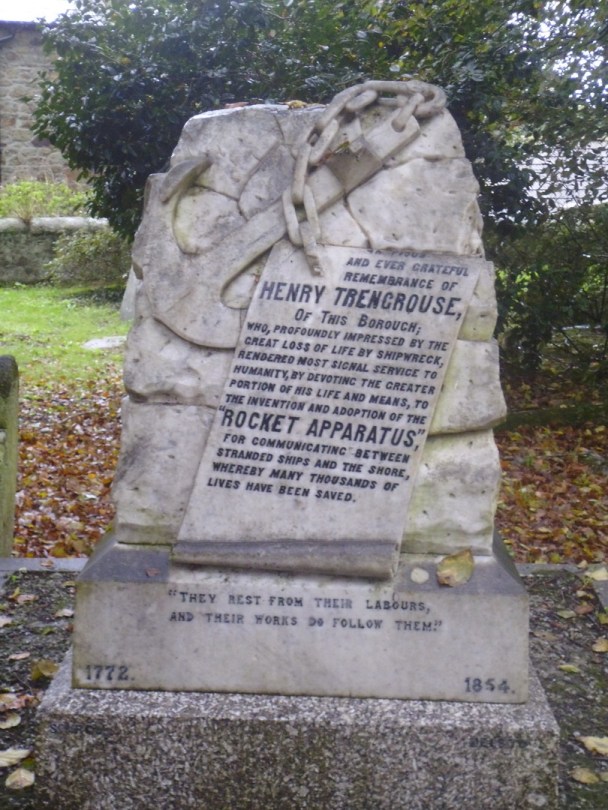 AND EVER GRATEFUL
REMEMBRANCE OF
HENRY TRENGROUSE,
OF THIS BOROUGH;
WHO, PROFOUNDLY IMPRESSED BY THE
GREAT LOSS OF LIFE BY SHIPWRECK,
RENDERED MOST SIGNAL SERVICE TO
HUMANITY, BY DEVOTING THE GREATER
PORTION OF HIS LIFE AND MEANS, TO
THE INVENTION AND ADOPTION OF THE
"ROCKET APPARATUS,"
FOR COMMUNICATING BETWEEN
STRANDED SHIPS AND THE SHORE,
WHEREBY MANY THOUSANDS OF
LIVES HAVE BEEN SAVED.
"THEY REST FROM THEIR LABOURS,
AND THEIR WORKS DO FOLLOW THEM."
1772. 1854.